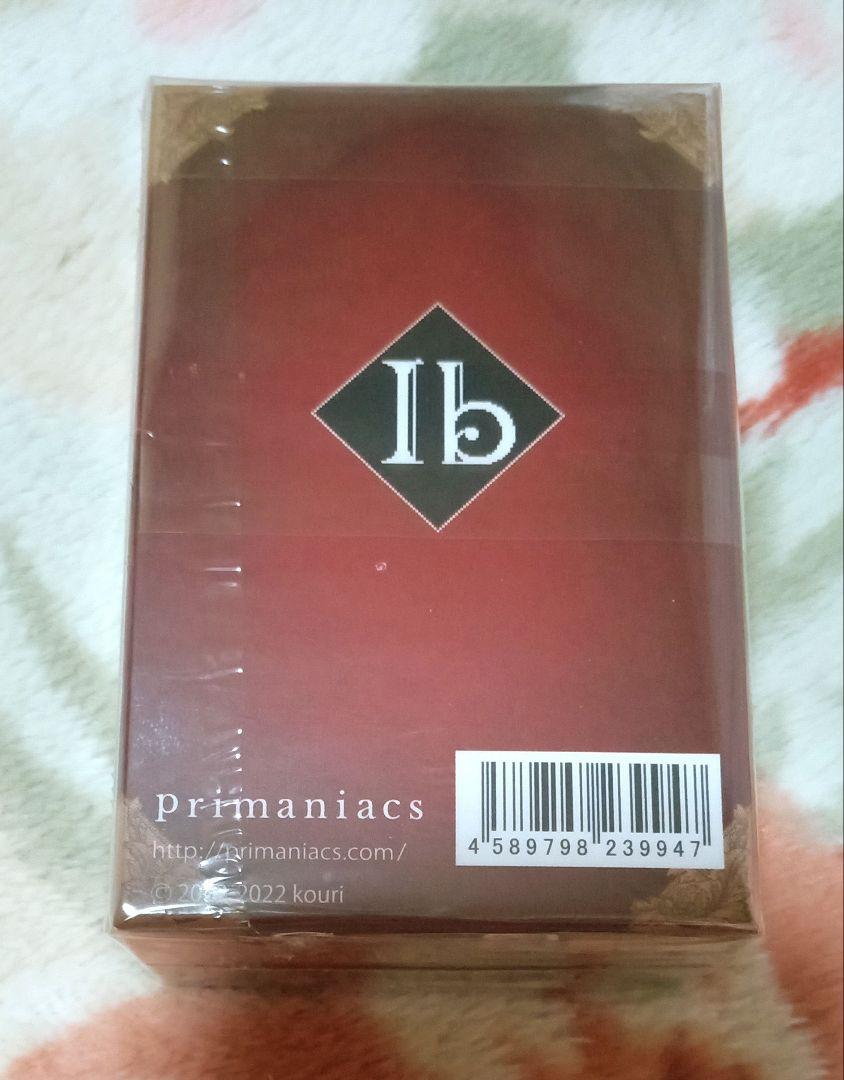 Ib
primaniacs
http://primaniacs.com/
© 2022 kouri
4 589798 239947